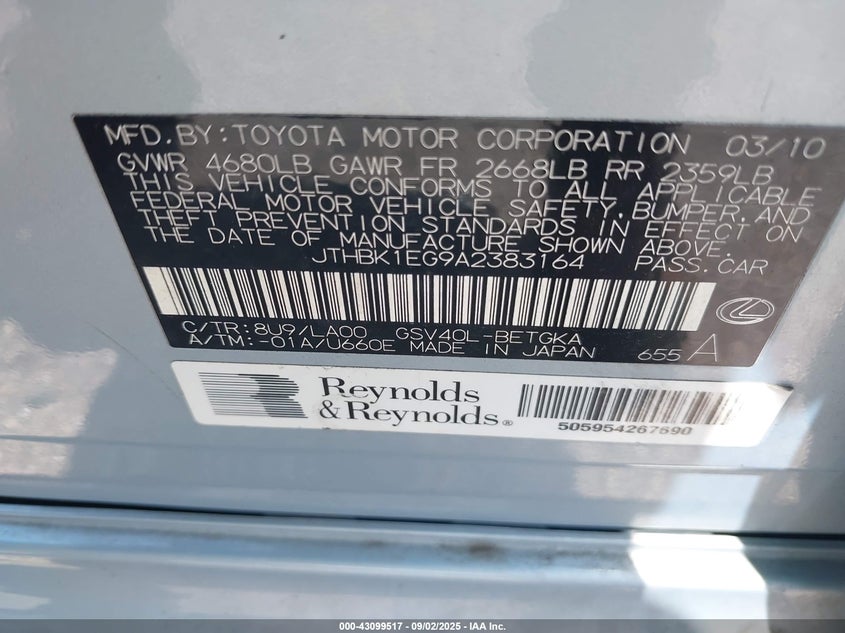 MFD.BY:TOYOTA MOTOR CORPORATION 03/10
GVWR 4680LB GAWR FR 2668LB RR 2359LB
THIS VEHICLE CONFORMS TO ALL APPLICABLE
FEDERAL MOTOR VEHICLE SAFETY,BUMPER,AND
THEFT PREVENTION STANDARDS IN EFFECT ON
THE DATE OF MANUFACTURE SHOWN ABOVE.
JTHBK1EG9A2383164 PASS.CAR
C/TR:8U9/LA00 GSV40L-BETGKA
A/TM:-01A/U660E MADE IN JAPAN 655 A
Reynolds
&Reynolds®
505954267590
000-43099517 - 09/02/2025 - IAA Inc.